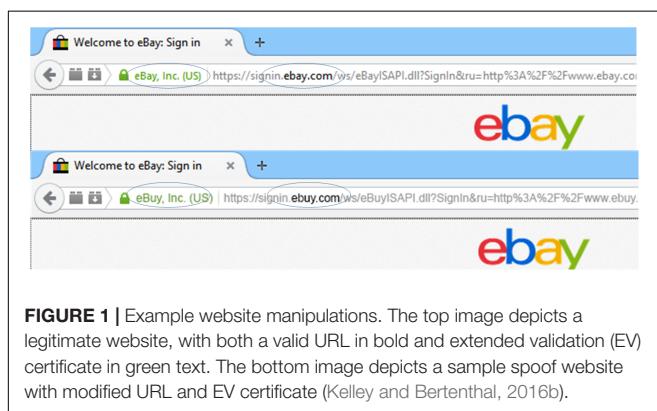 Welcome to eBay: Sign in × +
eBay, Inc. (US) https://signin.ebay.com/ws/eBayISAPI.dll?SignIn&ru=http%3A%2F%2Fwww.ebay.co
ebay
Welcome to eBay: Sign in × +
eBuy, Inc. (US) https://signin.ebuy.com/ws/eBuyISAPI.dll?SignIn&ru=http%3A%2F%2Fwww.ebuy.
ebay
FIGURE 1 | Example website manipulations. The top image depicts a
legitimate website, with both a valid URL in bold and extended validation (EV)
certificate in green text. The bottom image depicts a sample spoof website
with modified URL and EV certificate (Kelley and Bertenthal, 2016b).